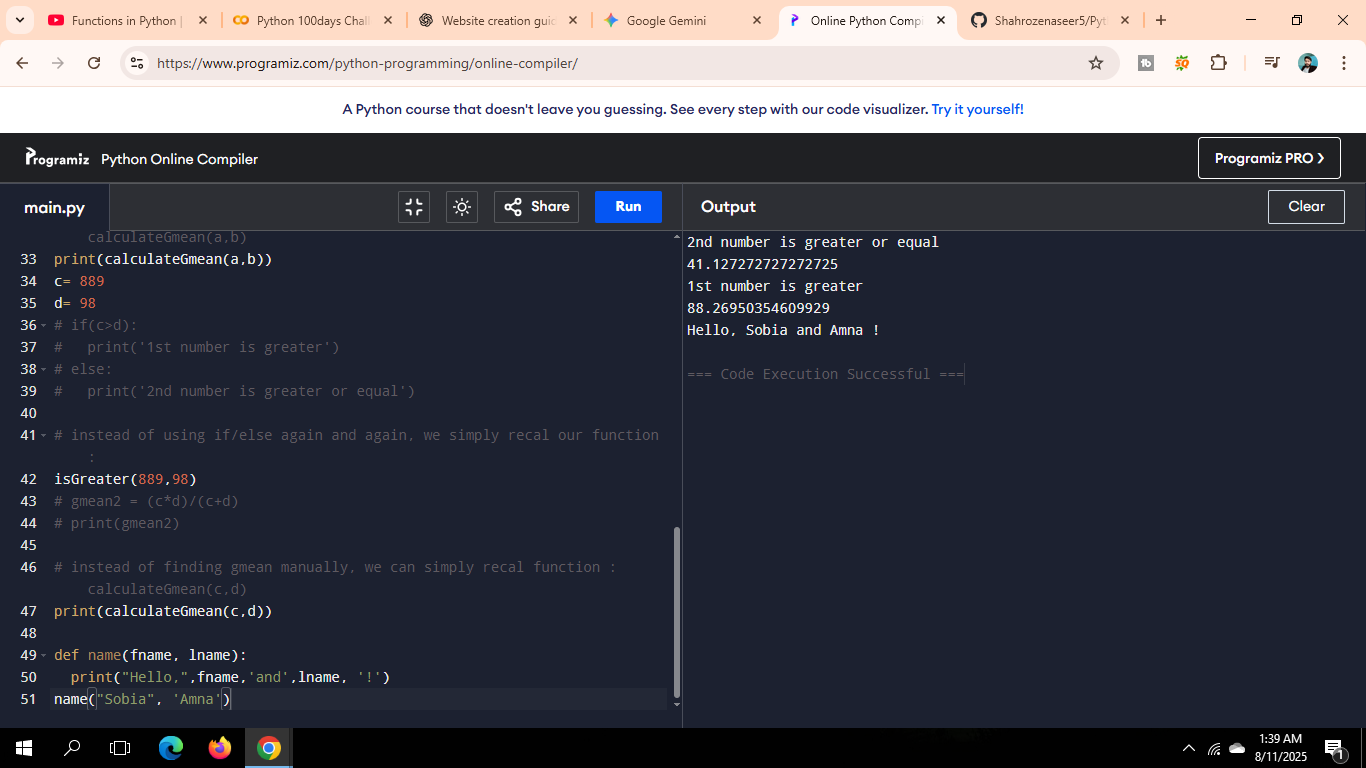 Functions in Python |
Python 100days Chall
Website creation guid
Google Gemini
Online Python Compi
Shahrozenaseer5/Pyt
https://www.programiz.com/python-programming/online-compiler/
A Python course that doesn't leave you guessing. See every step with our code visualizer. Try it yourself!
Programiz Python Online Compiler
Programiz PRO ❯
main.py
Share
Run
Output
Clear
calculateGmean(a,b)
33 print(calculateGmean(a,b))
34 c= 889
35 d= 98
36 # if(c>d):
37 #   print('1st number is greater')
38 # else:
39 #   print('2nd number is greater or equal')
40
41 # instead of using if/else again and again, we simply recal our function
:
42 isGreater(889,98)
43 # gmean2 = (c*d)/(c+d)
44 # print(gmean2)
45
46 # instead of finding gmean manually, we can simply recal function :
calculateGmean(c,d)
47 print(calculateGmean(c,d))
48
49 def name(fname, lname):
50   print("Hello,",fname,'and',lname, '!')
51 name("Sobia", 'Amna')
2nd number is greater or equal
41.127272727272725
1st number is greater
88.26950354609929
Hello, Sobia and Amna !
=== Code Execution Successful ===
1:39 AM
8/11/2025
1